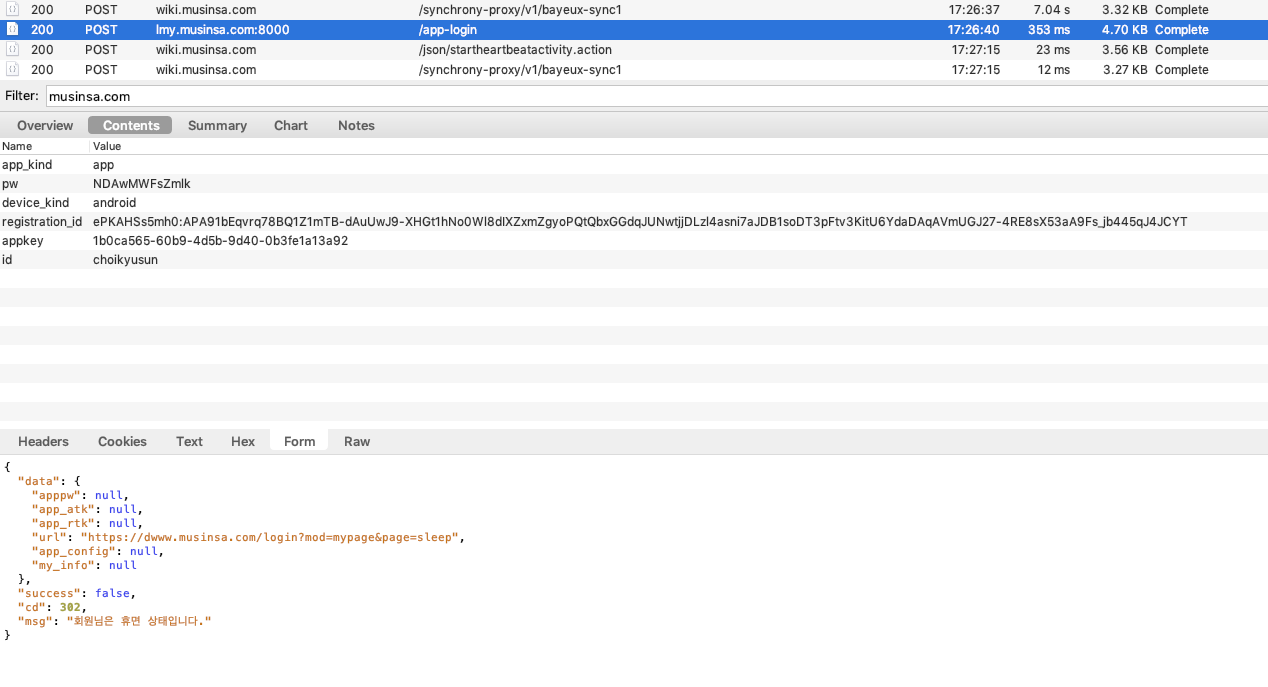 200 POST wiki.musinsa.com /synchrony-proxy/v1/bayeux-sync1 17:26:37 7.04 s 3.32 KB Complete
200 POST lmy.musinsa.com:8000 /app-login 17:26:40 353 ms 4.70 KB Complete
200 POST wiki.musinsa.com /json/startheartbeatactivity.action 17:27:15 23 ms 3.56 KB Complete
200 POST wiki.musinsa.com /synchrony-proxy/v1/bayeux-sync1 17:27:15 12 ms 3.27 KB Complete
Filter: musinsa.com
Overview Contents Summary Chart Notes
Name Value
app_kind app
pw NDAwMWFsZmlk
device_kind android
registration_id ePKAHSs5mh0:APA91bEqvrq78BQ1Z1mTB-dAuUwJ9-XHGt1hNo0Wl8dlXZxmZgyoPQtQbxGGdqJUNwtjjDLzl4asni7aJDB1soDT3pFtv3KitU6YdaDAqAVmUGJ27-4RE8sX53aA9Fs_jb445qJ4JCYT
appkey 1b0ca565-60b9-4d5b-9d40-0b3fe1a13a92
id choikyusun
Headers Cookies Text Hex Form Raw
{
"data": {
"apppw": null,
"app_atk": null,
"app_rtk": null,
"url": "https://dwww.musinsa.com/login?mod=mypage&page=sleep",
"app_config": null,
"my_info": null
},
"success": false,
"cd": 302,
"msg": "회원님은 휴면 상태입니다."
}